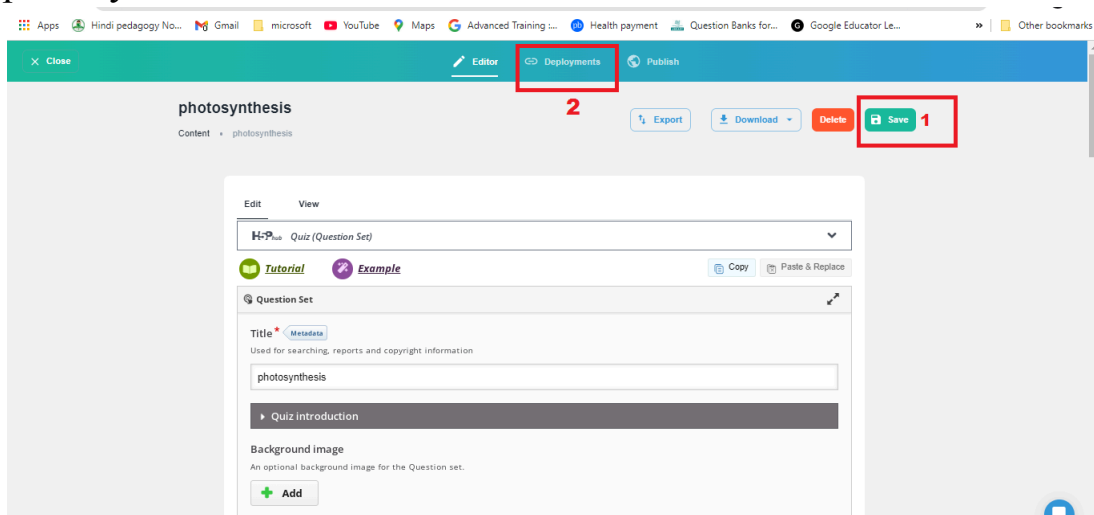 Apps Hindi pedagogy No... Gmail microsoft YouTube Maps Advanced Training :... Health payment Question Banks for... Google Educator Le... » Other bookmarks
× Close Editor Deployments Publish
photosynthesis 2 Export Download Delete Save 1
Content • photosynthesis
Edit View
H-P hub Quiz (Question Set)
Tutorial Example Copy Paste & Replace
Question Set
Title * Metadata
Used for searching, reports and copyright information
photosynthesis
Quiz introduction
Background image
An optional background image for the Question set.
Add